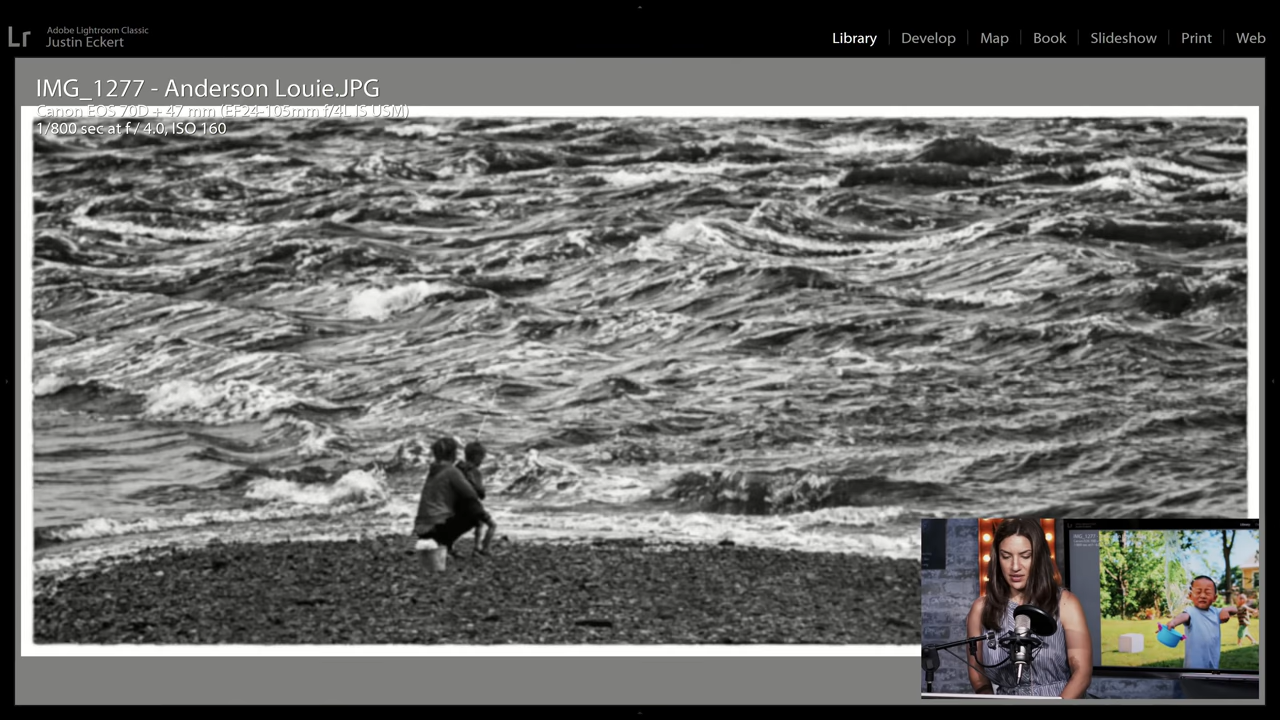 Lr
Adobe Lightroom Classic
Justin Eckert
Library
Develop
Map
Book
Slideshow
Print
Web
IMG_1277 - Anderson Louie.JPG
Canon EOS 70D + 47 mm (EF24-105mm f/4L IS USM)
1/800 sec at f / 4.0, ISO 160
IMG_1277